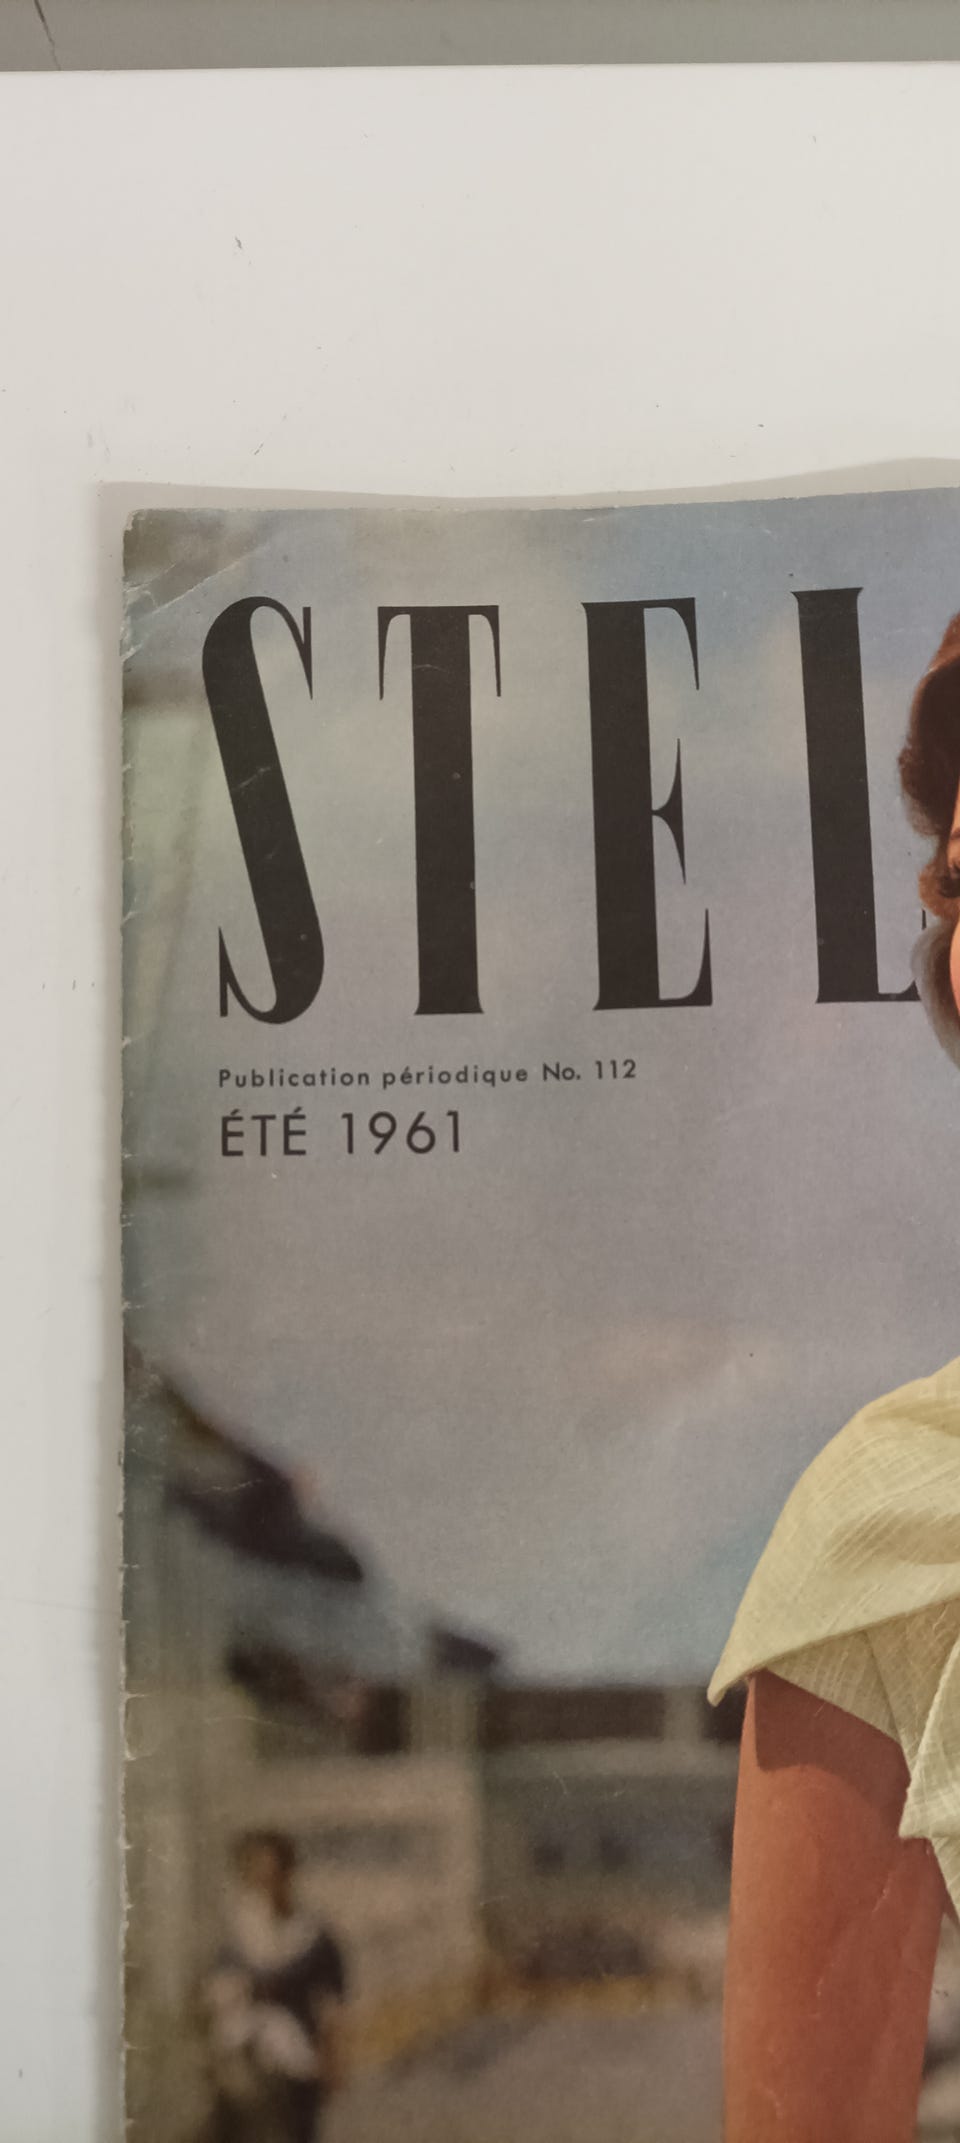 STEL
Publication périodique No. 112
ÉTÉ 1961